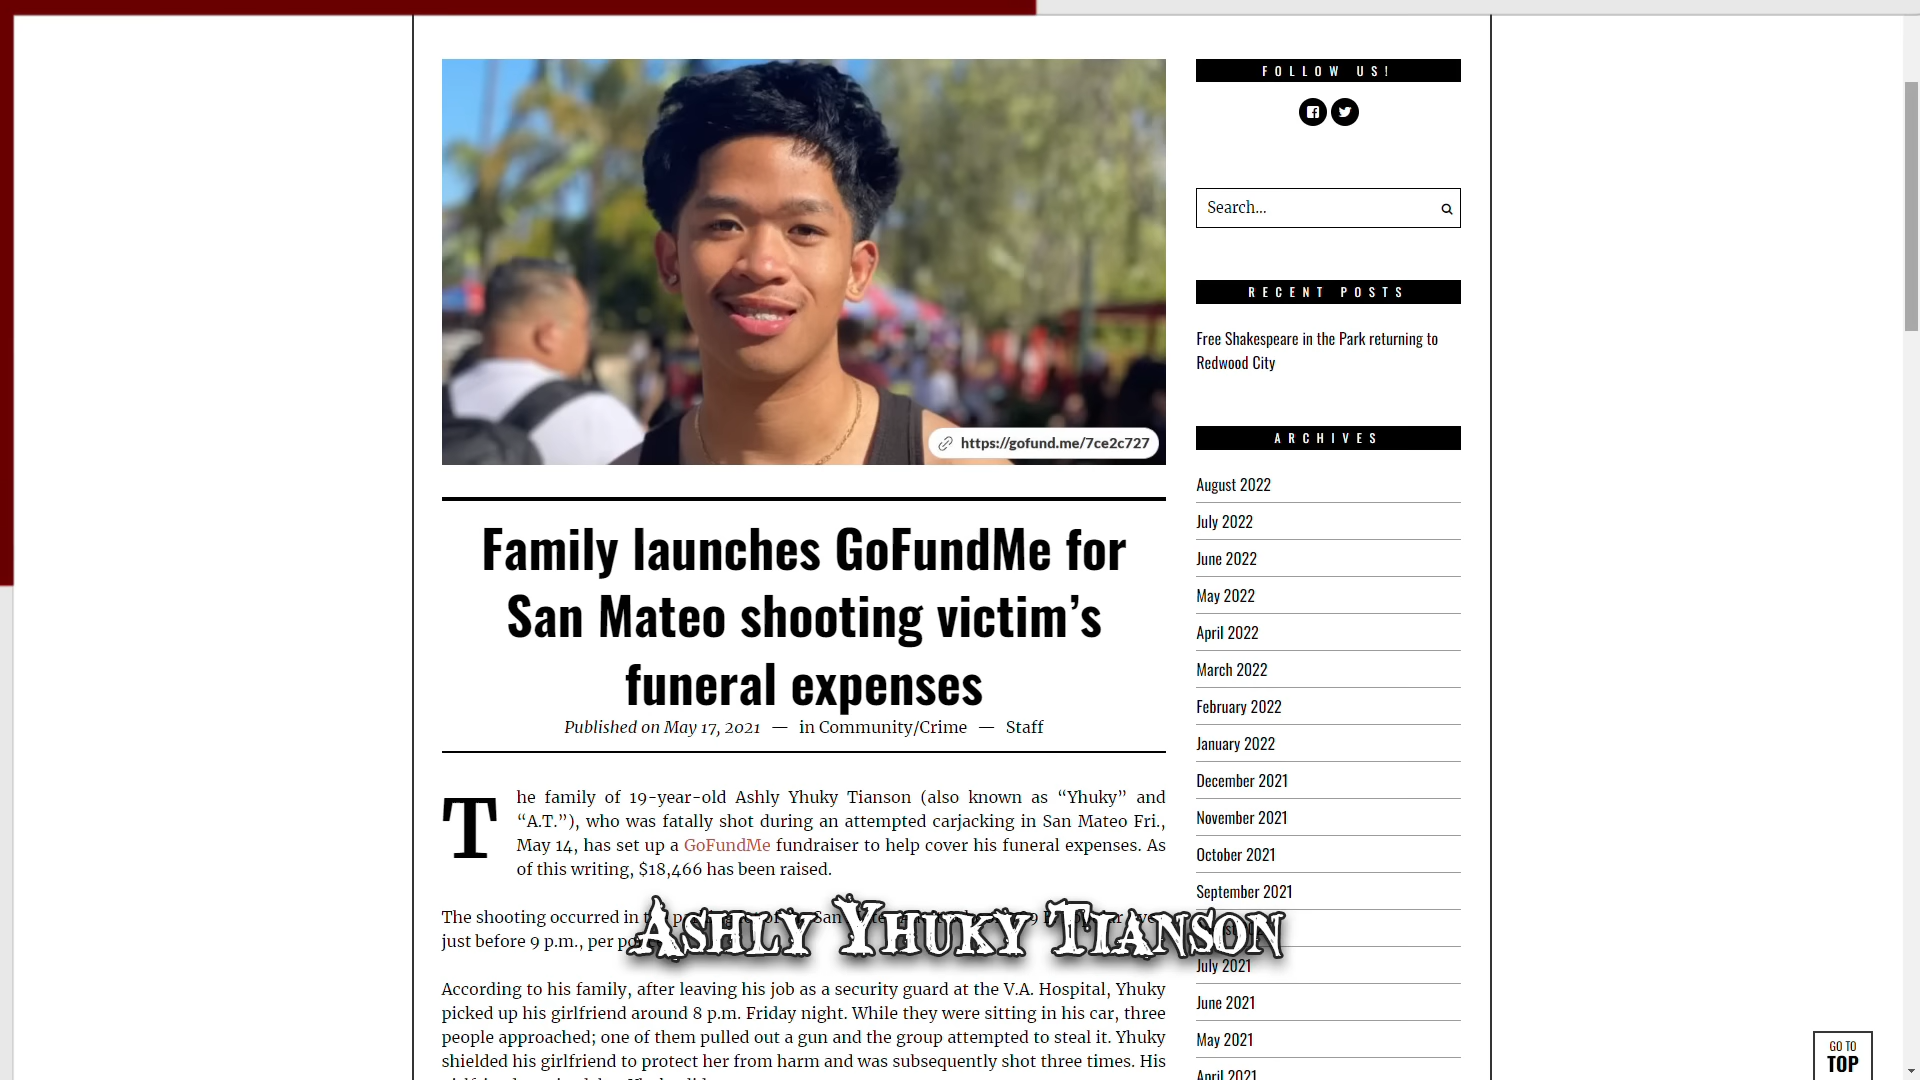 https://gofund.me/7ce2c727
Family launches GoFundMe for
San Mateo shooting victim's
funeral expenses
Published on May 17, 2021 — in Community/Crime — Staff
The family of 19-year-old Ashly Yhuky Tianson (also known as “Yhuky” and
“A.T.”), who was fatally shot during an attempted carjacking in San Mateo Fri.,
May 14, has set up a GoFundMe fundraiser to help cover his funeral expenses. As
of this writing, $18,466 has been raised.
The shooting occurred in
just before 9 p.m., per
Ashly Yhuky Tianson
According to his family, after leaving his job as a security guard at the V.A. Hospital, Yhuky
picked up his girlfriend around 8 p.m. Friday night. While they were sitting in his car, three
people approached; one of them pulled out a gun and the group attempted to steal it. Yhuky
shielded his girlfriend to protect her from harm and was subsequently shot three times. His
FOLLOW US!
Search...
RECENT POSTS
Free Shakespeare in the Park returning to
Redwood City
ARCHIVES
August 2022
July 2022
June 2022
May 2022
April 2022
March 2022
February 2022
January 2022
December 2021
November 2021
October 2021
September 2021
July 2021
June 2021
May 2021
April 2021
GO TO
TOP